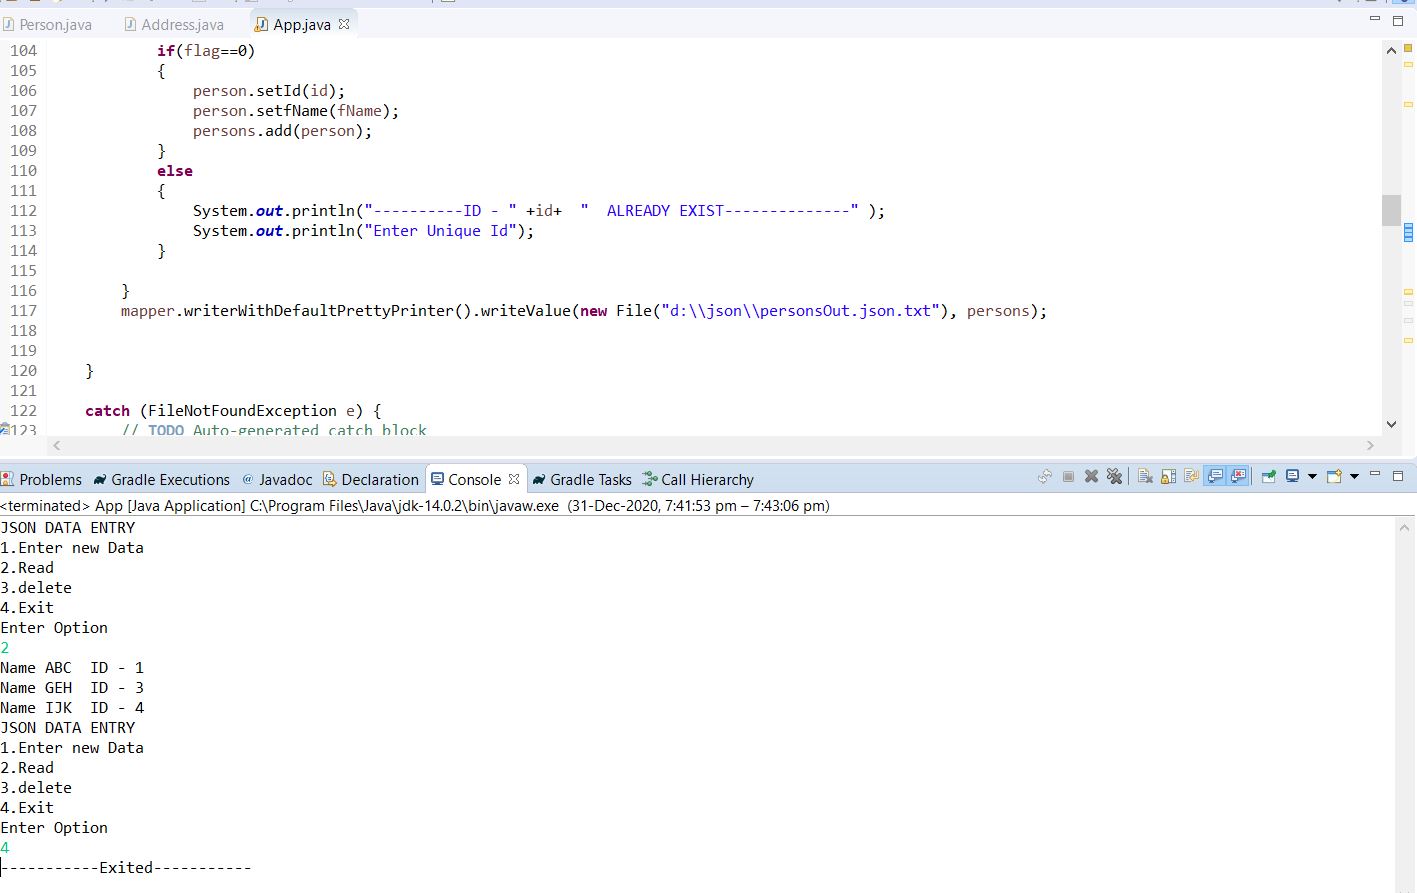 Person.java Address.java App.java
104 if(flag==0)
105 {
106 person.setId(id);
107 person.setfName(fName);
108 persons.add(person);
109 }
110 else
111 {
112 System.out.println("----------ID - " +id+  "  ALREADY EXIST--------------" );
113 System.out.println("Enter Unique Id");
114 }
115
116 }
117 mapper.writerWithDefaultPrettyPrinter().writeValue(new File("d:\\json\\personsOut.json.txt"), persons);
118
119
120 }
121
122 catch (FileNotFoundException e) {
123 // TODO Auto-generated catch block
Problems Gradle Executions @ Javadoc Declaration Console Gradle Tasks Call Hierarchy
<terminated> App [Java Application] C:\Program Files\Java\jdk-14.0.2\bin\javaw.exe (31-Dec-2020, 7:41:53 pm – 7:43:06 pm)
JSON DATA ENTRY
1.Enter new Data
2.Read
3.delete
4.Exit
Enter Option
2
Name ABC  ID - 1
Name GEH  ID - 3
Name IJK  ID - 4
JSON DATA ENTRY
1.Enter new Data
2.Read
3.delete
4.Exit
Enter Option
4
-----------Exited-----------